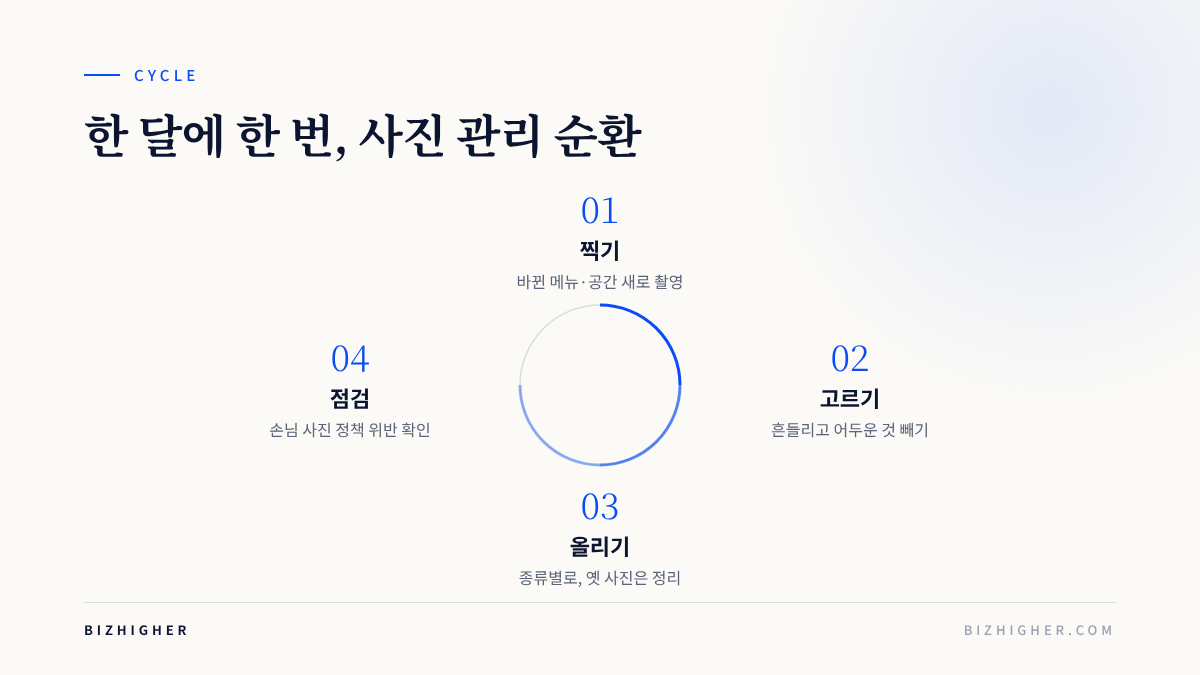 CYCLE
한 달에 한 번, 사진 관리 순환
01
찍기
바뀐 메뉴·공간 새로 촬영
02
고르기
흔들리고 어두운 것 빼기
03
올리기
종류별로, 옛 사진은 정리
04
점검
손님 사진 정책 위반 확인
BIZHIGHER
BIZHIGHER.COM